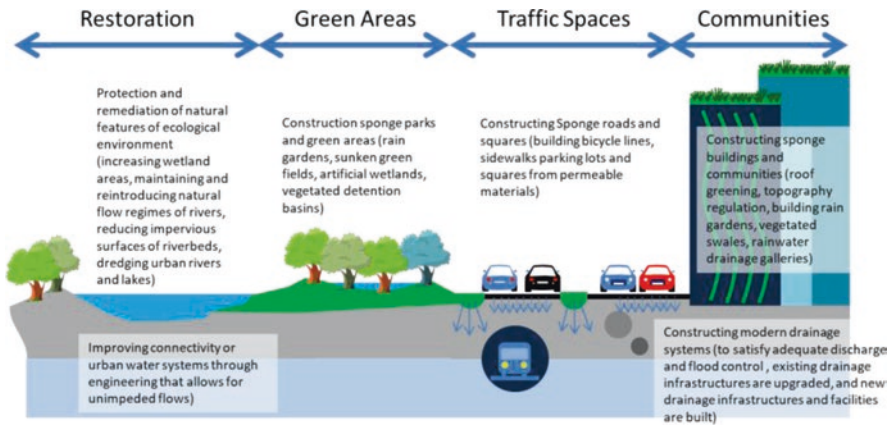 Restoration
Green Areas
Traffic Spaces
Communities
Protection and
remediation of natural
features of ecological
environment
(increasing wetland
areas, maintaining and
reintroducing natural
flow regimes of rivers,
reducing impervious
surfaces of riverbeds,
dredging urban rivers
and lakes)
Construction sponge parks
and green areas (rain
gardens, sunken green
fields, artificial wetlands,
vegetated detention
basins)
Constructing Sponge roads and
squares (building bicycle lines,
sidewalks parking lots and
squares from permeable
materials)
Constructing sponge
buildings and
communities (roof
greening, topography
regulation, building rain
gardens, vegetated
swales, rainwater
drainage galleries)
Improving connectivity or
urban water systems through
engineering that allows for
unimpeded flows)
Constructing modern drainage
systems (to satisfy adequate discharge
and flood control , existing drainage
infrastructures are upgraded, and new
drainage infrastructures and facilities
are built)